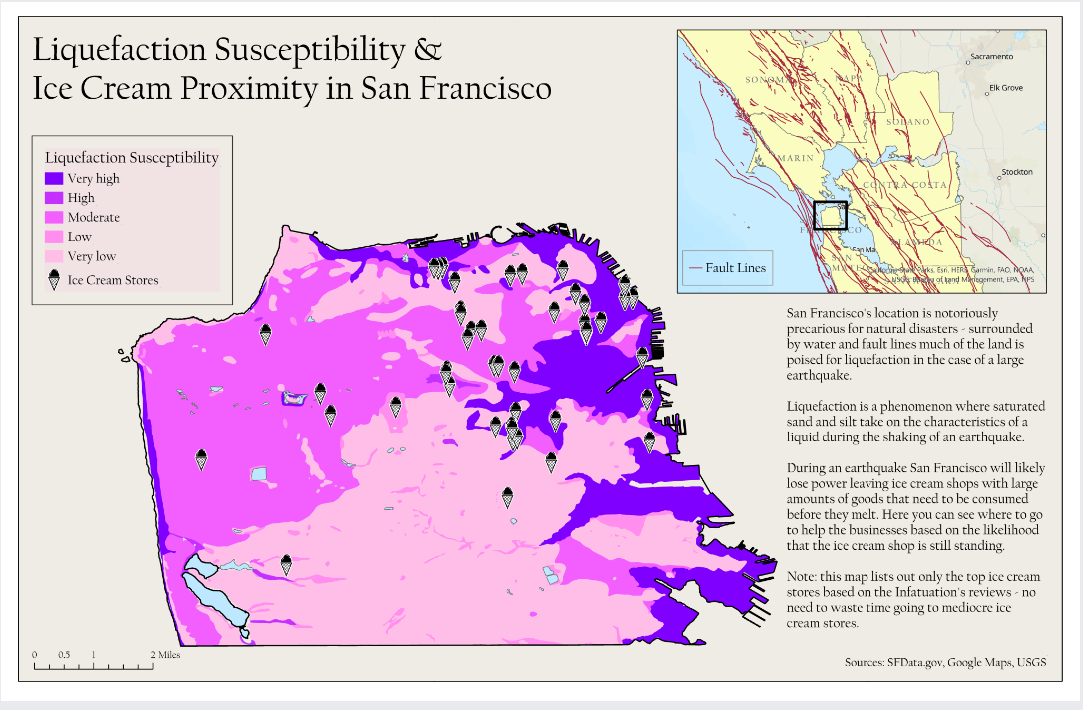 Liquefaction Susceptibility &
Ice Cream Proximity in San Francisco
Liquefaction Susceptibility
Very high
High
Moderate
Low
Very low
Ice Cream Stores
Sacramento
Elk Grove
Stockton
SONOMA
NAPA
SOLANO
MARIN
CONTRA COSTA
ALAMEDA
San Ma
Fault Lines
California State Parks, Esri, HERE, Garmin, FAO, NOAA,
USGS, Bureau of Land Management, EPA, NPS
San Francisco's location is notoriously
precarious for natural disasters - surrounded
by water and fault lines much of the land is
poised for liquefaction in the case of a large
earthquake.
Liquefaction is a phenomenon where saturated
sand and silt take on the characteristics of a
liquid during the shaking of an earthquake.
During an earthquake San Francisco will likely
lose power leaving ice cream shops with large
amounts of goods that need to be consumed
before they melt. Here you can see where to go
to help the businesses based on the likelihood
that the ice cream shop is still standing.
Note: this map lists out only the top ice cream
stores based on the Infatuation's reviews - no
need to waste time going to mediocre ice
cream stores.
0 0.5 1 2 Miles
Sources: SFData.gov, Google Maps, USGS